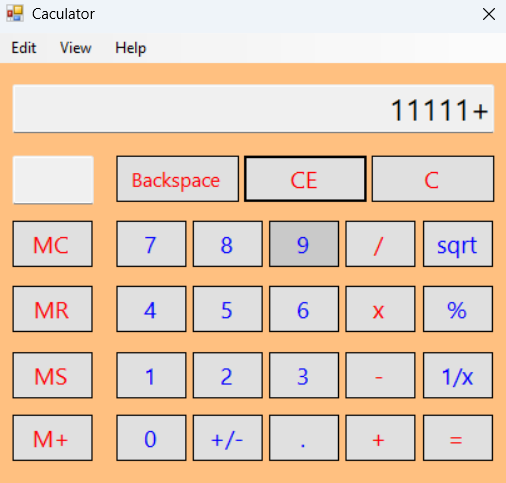 Caculator
Edit View Help
11111+
Backspace CE C
MC 7 8 9 / sqrt
MR 4 5 6 x %
MS 1 2 3 - 1/x
M+ 0 +/- . + =